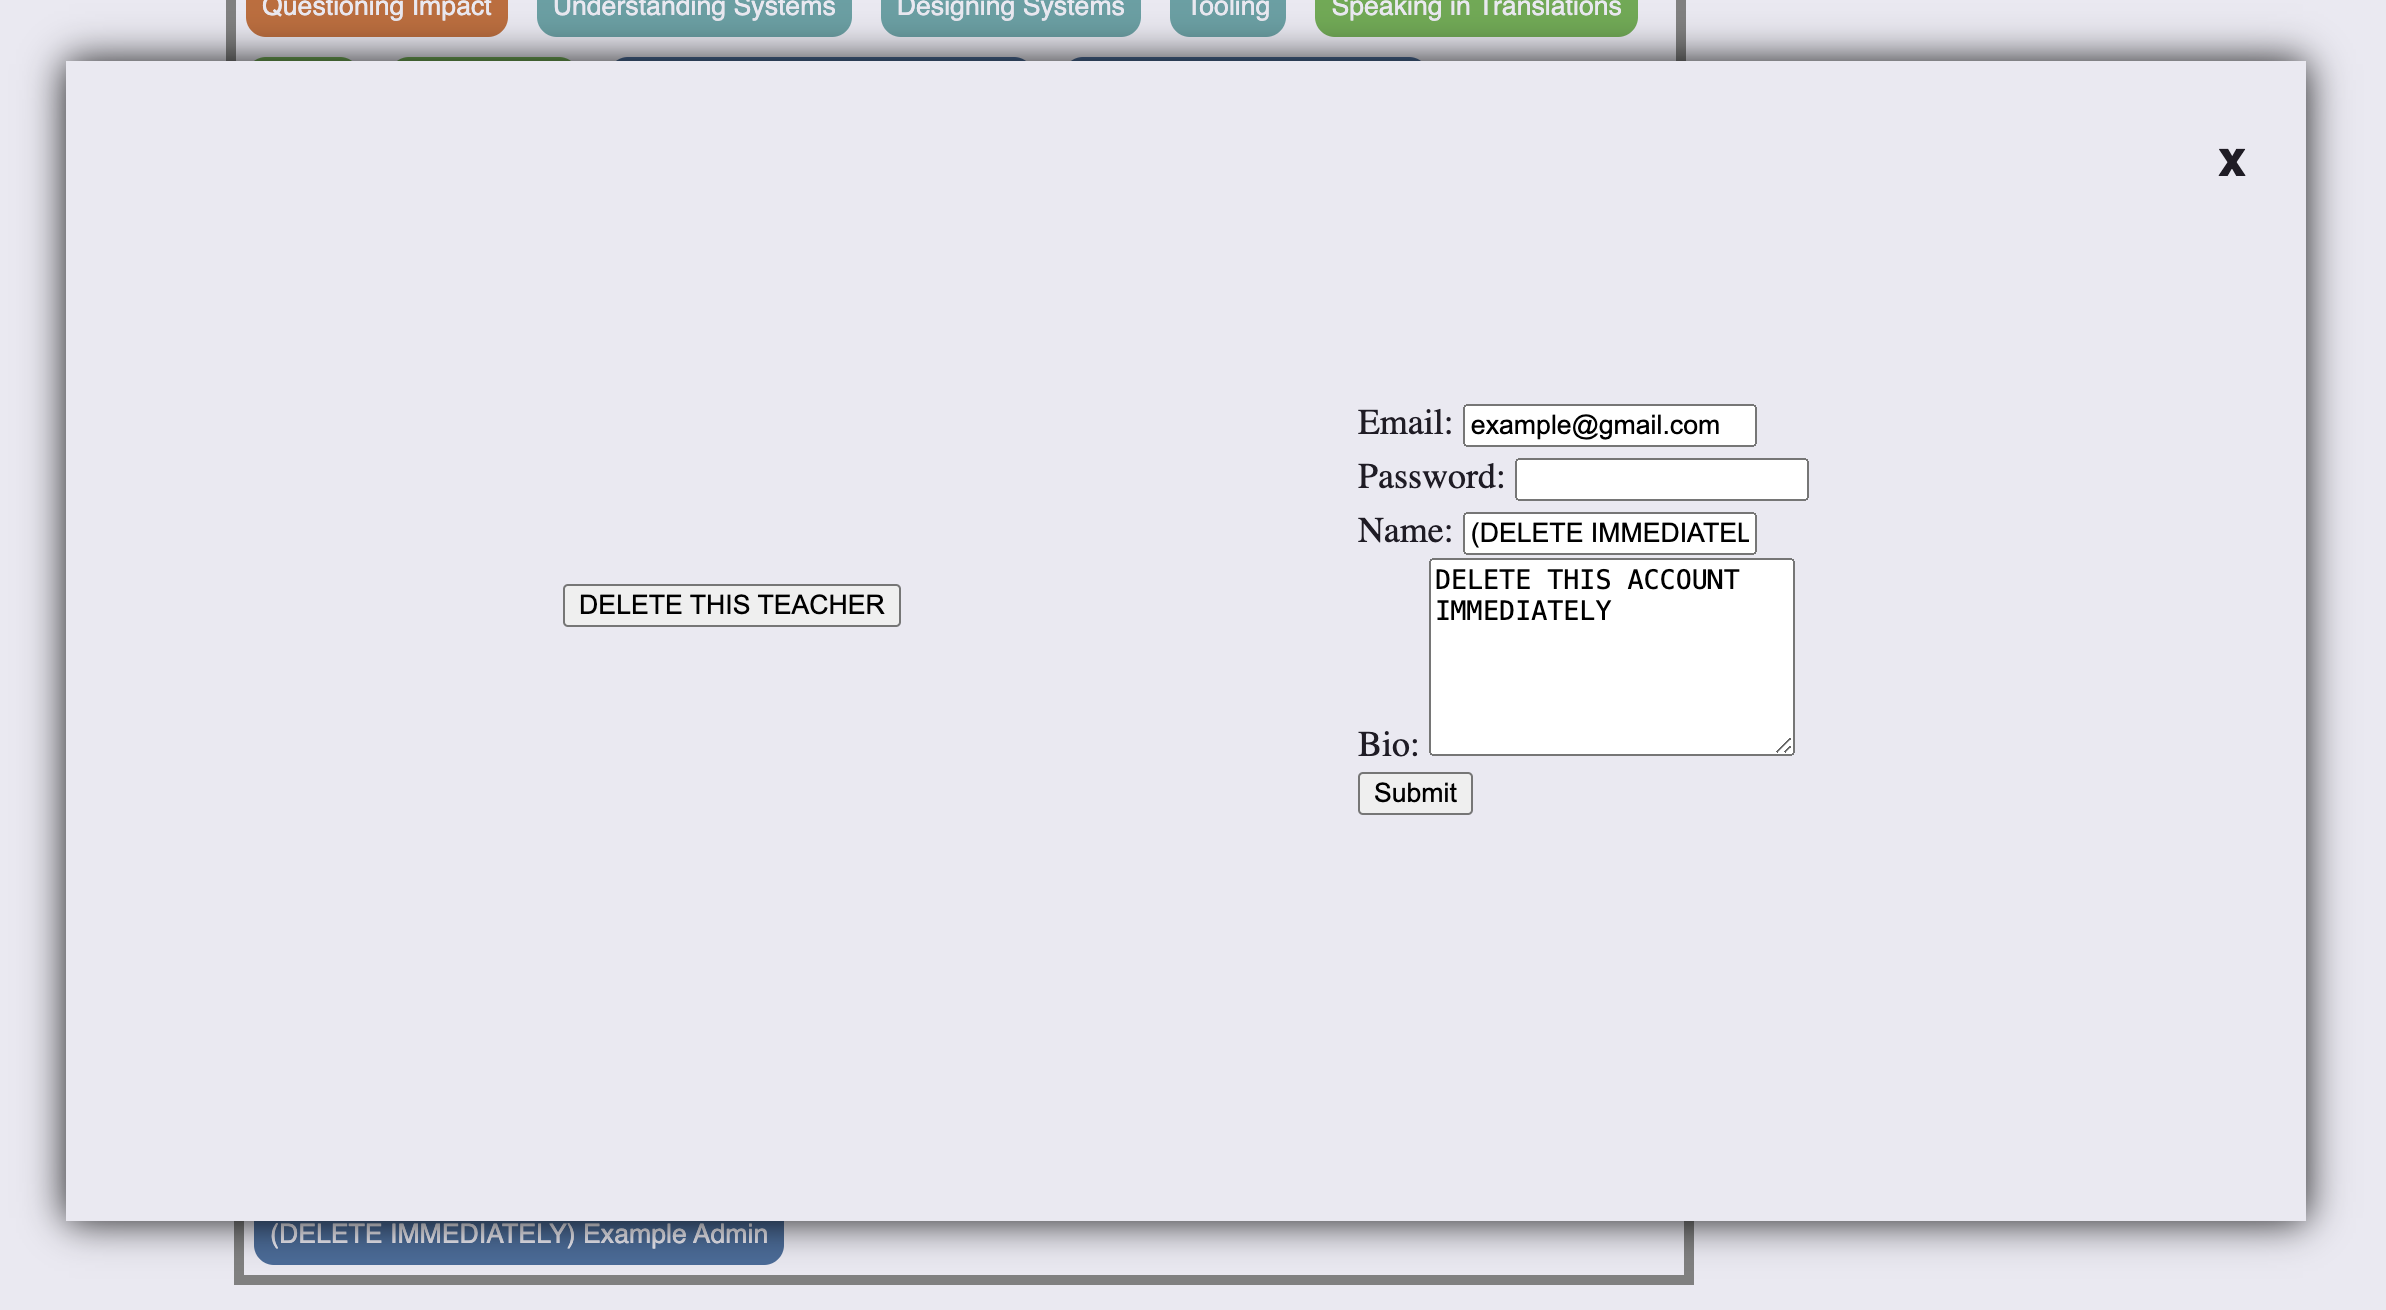 Questioning Impact
Understanding Systems
Designing Systems
Tooling
Speaking in Translations
x
Email: example@gmail.com
Password:
Name: (DELETE IMMEDIATEL
DELETE THIS TEACHER
DELETE THIS ACCOUNT
IMMEDIATELY
Bio:
Submit
(DELETE IMMEDIATELY) Example Admin